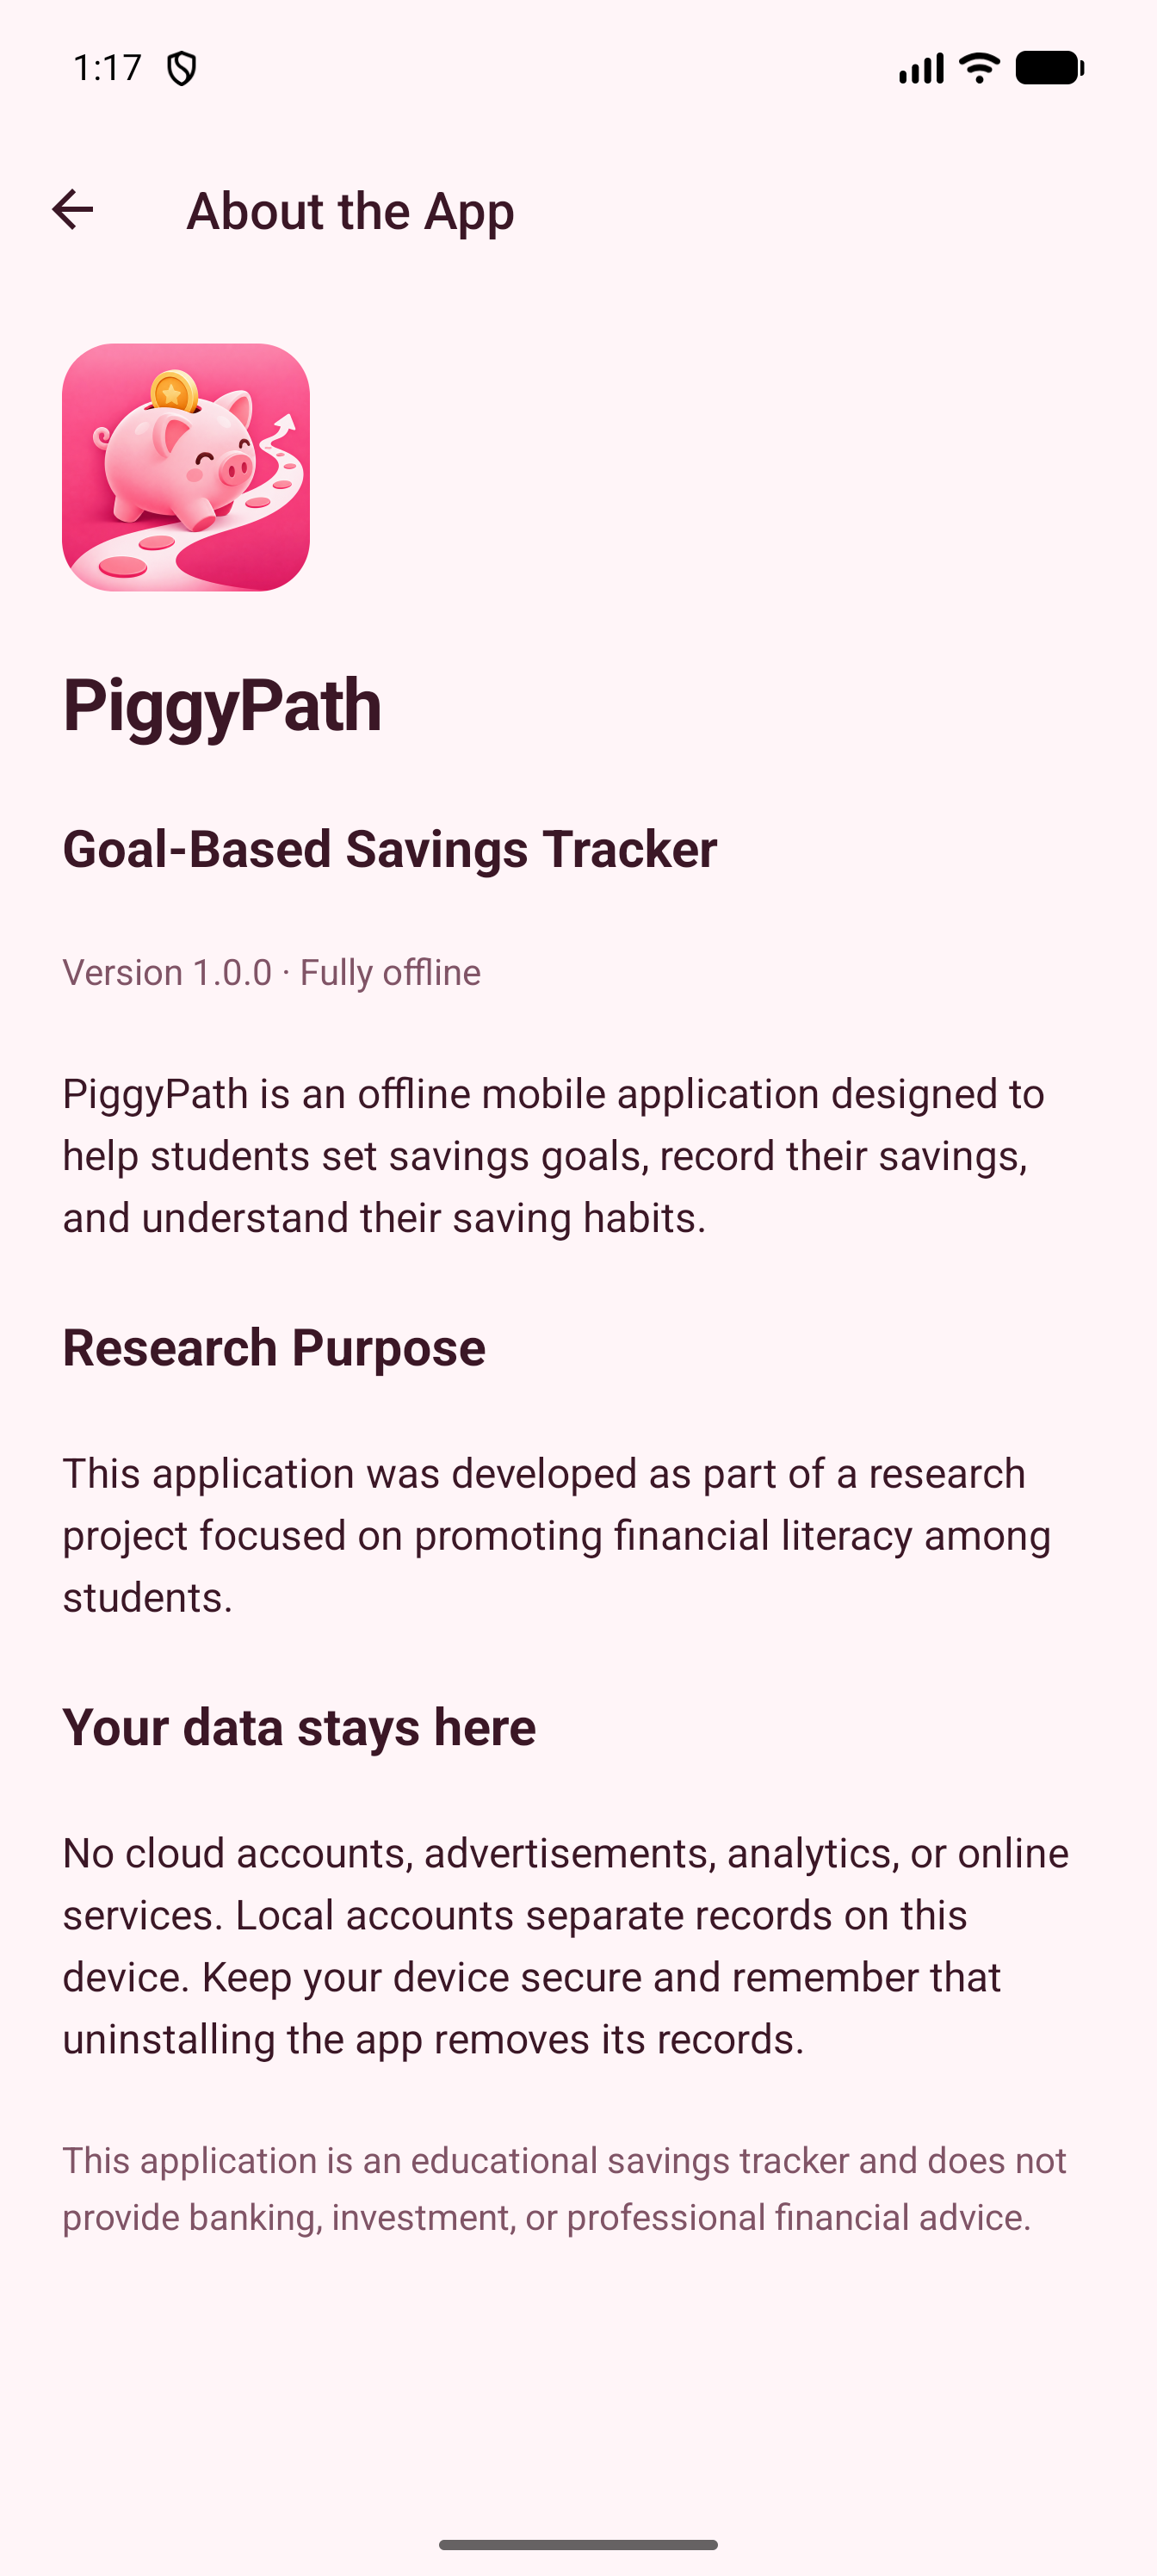 1:17
About the App
PiggyPath
Goal-Based Savings Tracker
Version 1.0.0 · Fully offline
PiggyPath is an offline mobile application designed to
help students set savings goals, record their savings,
and understand their saving habits.
Research Purpose
This application was developed as part of a research
project focused on promoting financial literacy among
students.
Your data stays here
No cloud accounts, advertisements, analytics, or online
services. Local accounts separate records on this
device. Keep your device secure and remember that
uninstalling the app removes its records.
This application is an educational savings tracker and does not
provide banking, investment, or professional financial advice.